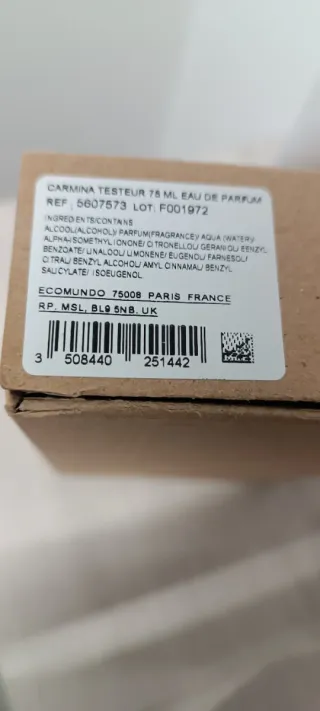 CARMINA TESTEUR 75 ML EAU DE PARFUM
REF : 5607573 LOT: F001972
INGREDIENTS/CONTAINS
ALCOOL(ALCOHOL)/ PARFUM(FRAGRANCE)/ AQUA (WATER)/
ALPHA-ISOMETHYL IONONE/ CITRONELLOL/ GERANIOL/ BENZYL
BENZOATE/ LINALOOL/ LIMONENE/ EUGENOL/ FARNESOL/
CITRAL/ BENZYL ALCOHOL/ AMYL CINNAMAL/ BENZYL
SALICYLATE/ ISOEUGENOL
ECOMUNDO 75008 PARIS FRANCE
RP. MSL, BL9 5NB. UK
3 508440 251442